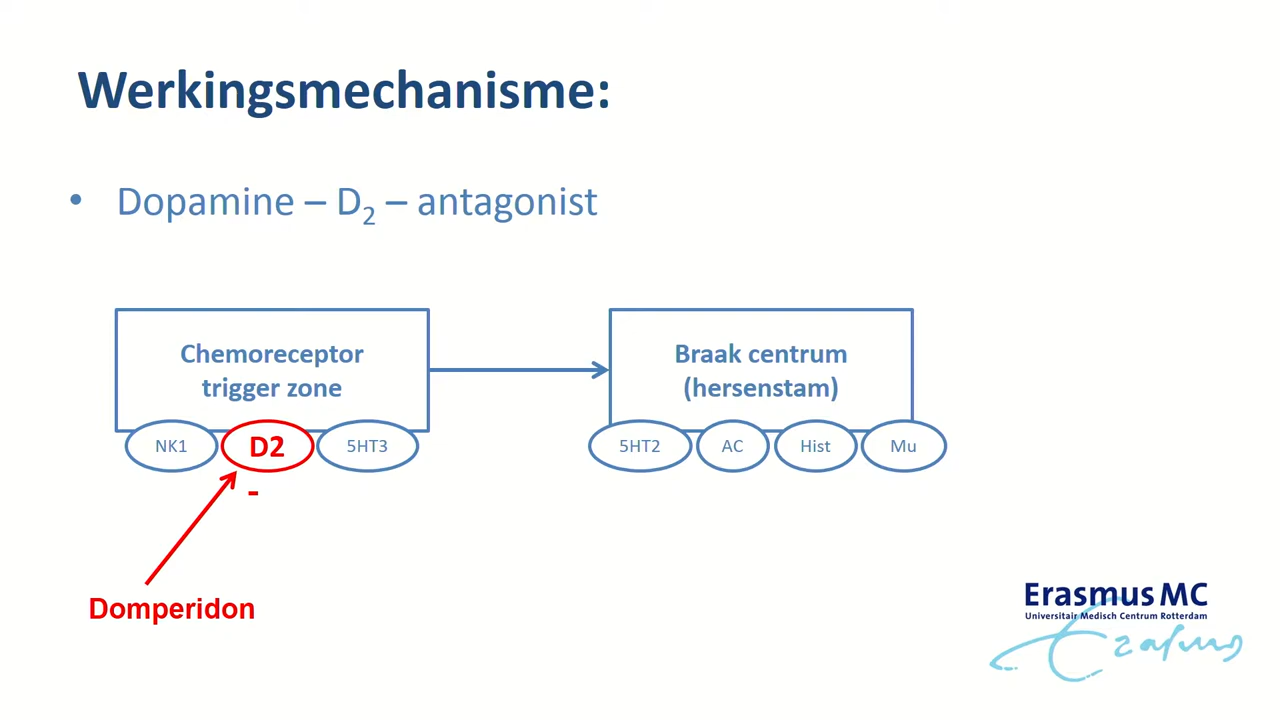 Werkingsmechanisme:
• Dopamine – D₂ – antagonist
Chemoreceptor
trigger zone
Braak centrum
(hersenstam)
NK1
D2
5HT3
5HT2
AC
Hist
Mu
-
Domperidon
Erasmus MC
Universitair Medisch Centrum Rotterdam
Erasmus